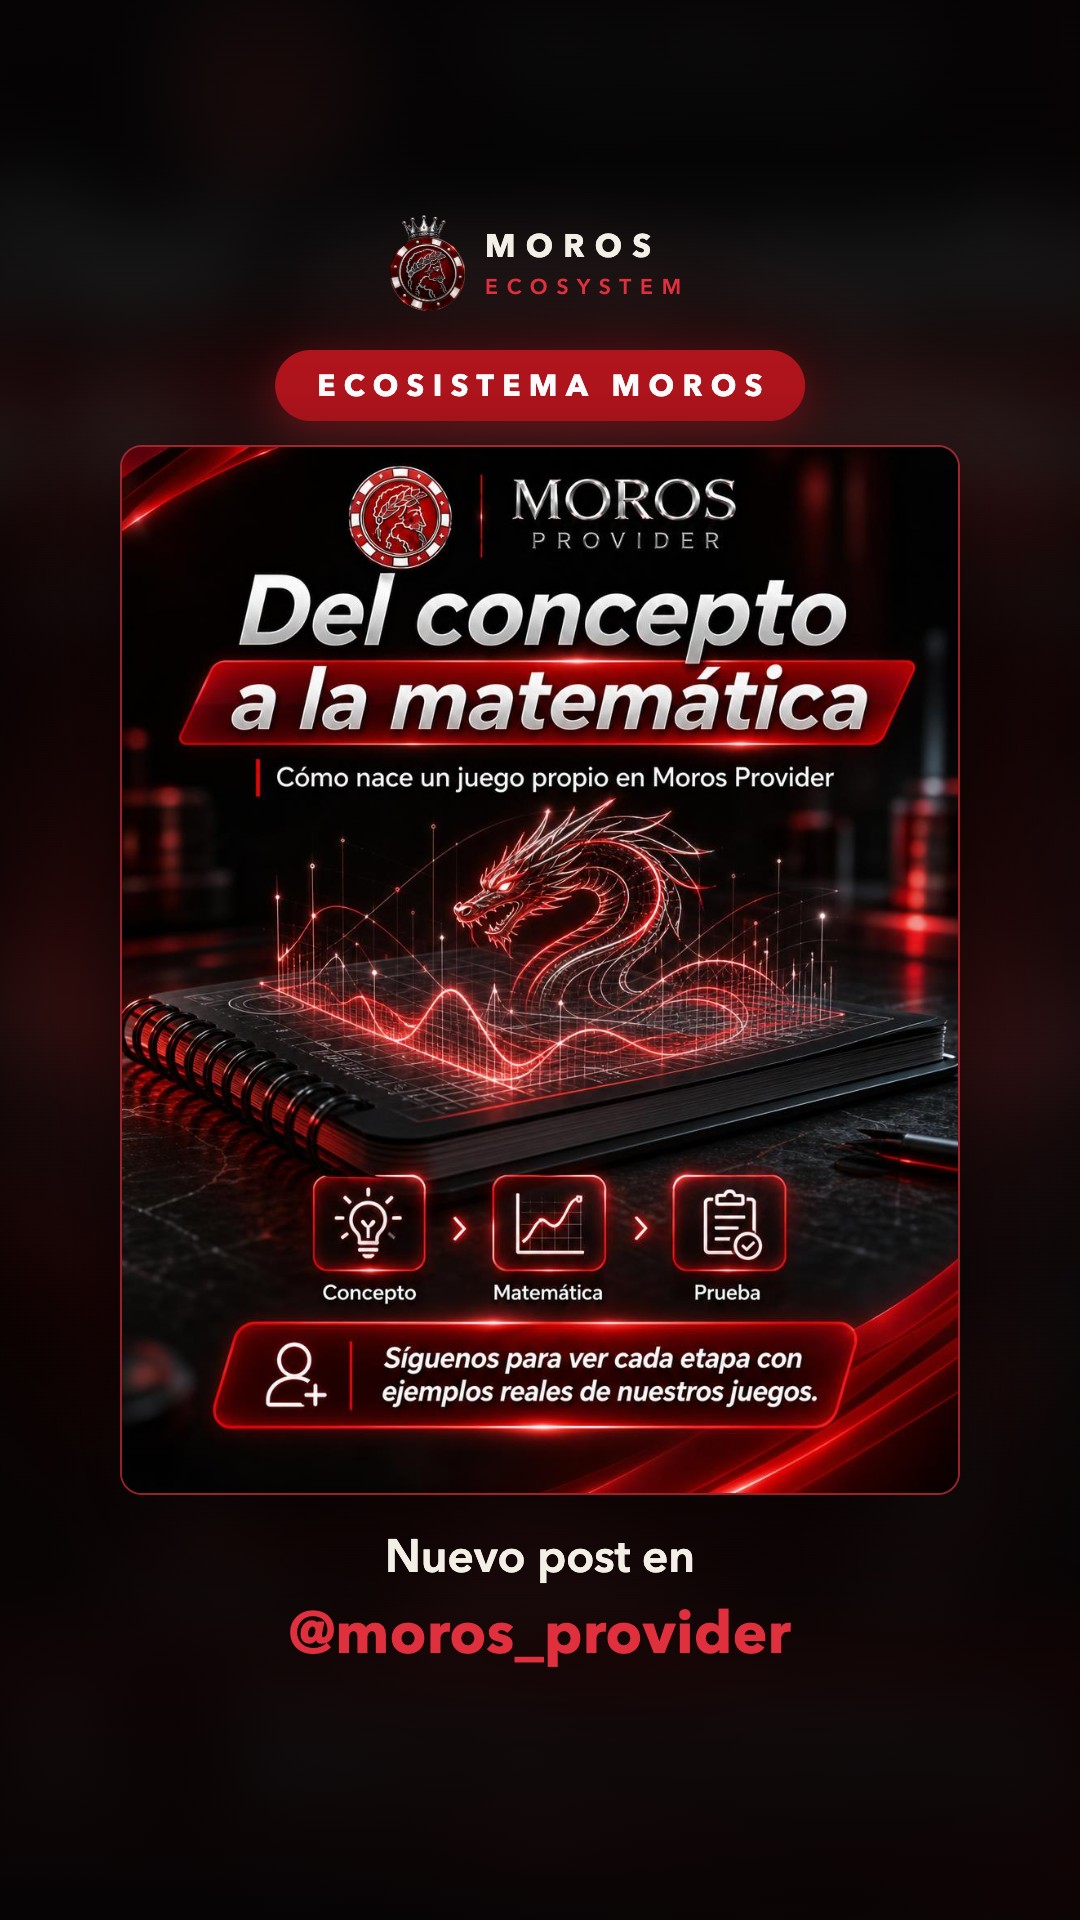 MOROS
ECOSYSTEM
ECOSISTEMA MOROS
MOROS
PROVIDER
Del concepto
a la matemática
Cómo nace un juego propio en Moros Provider
Concepto
Matemática
Prueba
Síguenos para ver cada etapa con
ejemplos reales de nuestros juegos.
Nuevo post en
@moros_provider